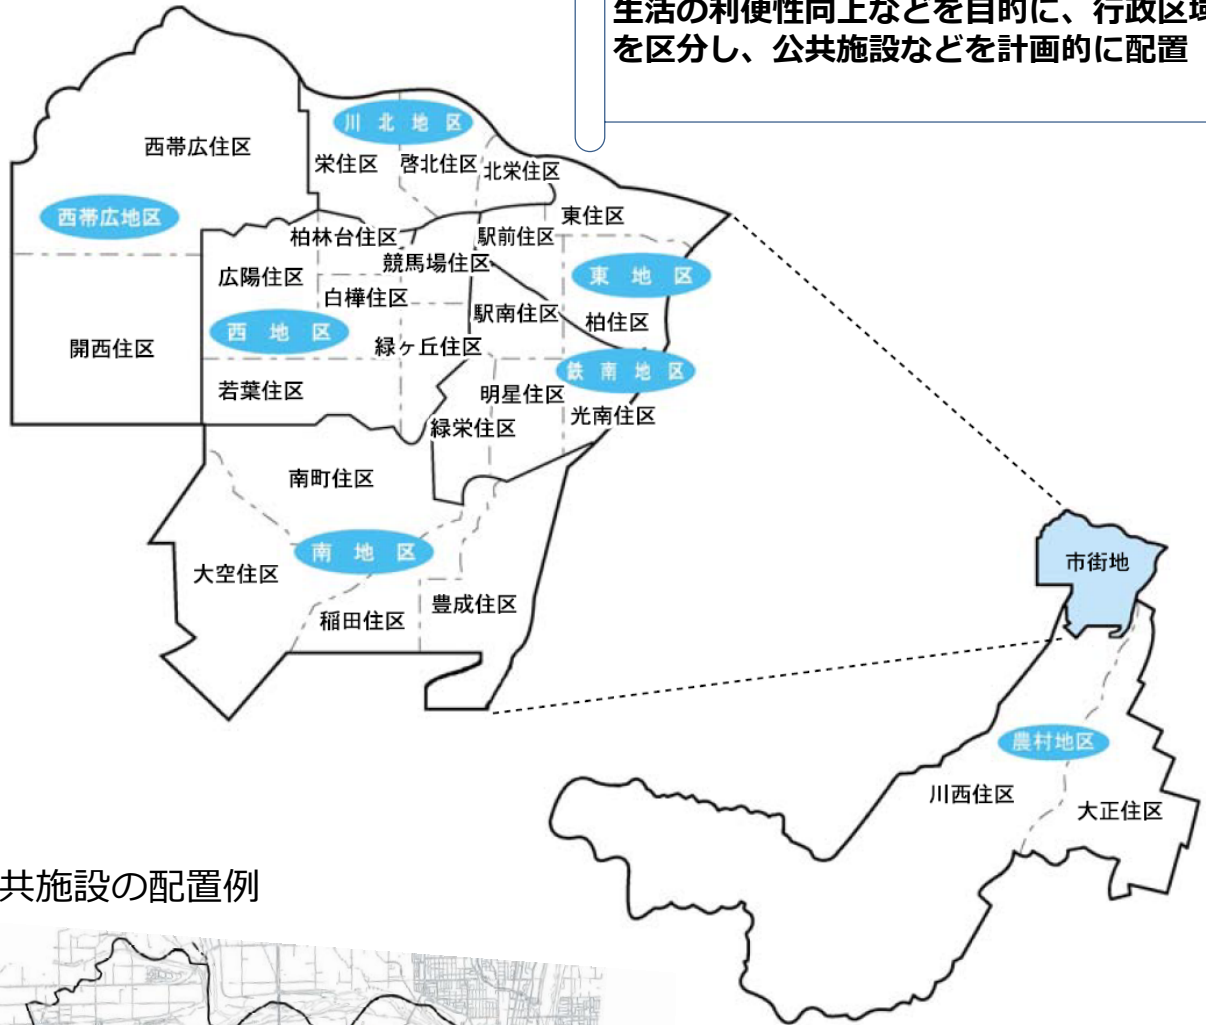 生活の利便性向上などを目的に、行政区域
を区分し、公共施設などを計画的に配置
川北地区
西帯広住区
栄住区
啓北住区
北栄住区
西帯広地区
東住区
柏林台住区
駅前住区
競馬場住区
広陽住区
東地区
白樺住区
駅南住区
柏住区
西地区
開西住区
緑ヶ丘住区
鉄南地区
若葉住区
明星住区
光南住区
緑栄住区
南町住区
南地区
大空住区
豊成住区
稲田住区
市街地
農村地区
川西住区
大正住区
共施設の配置例